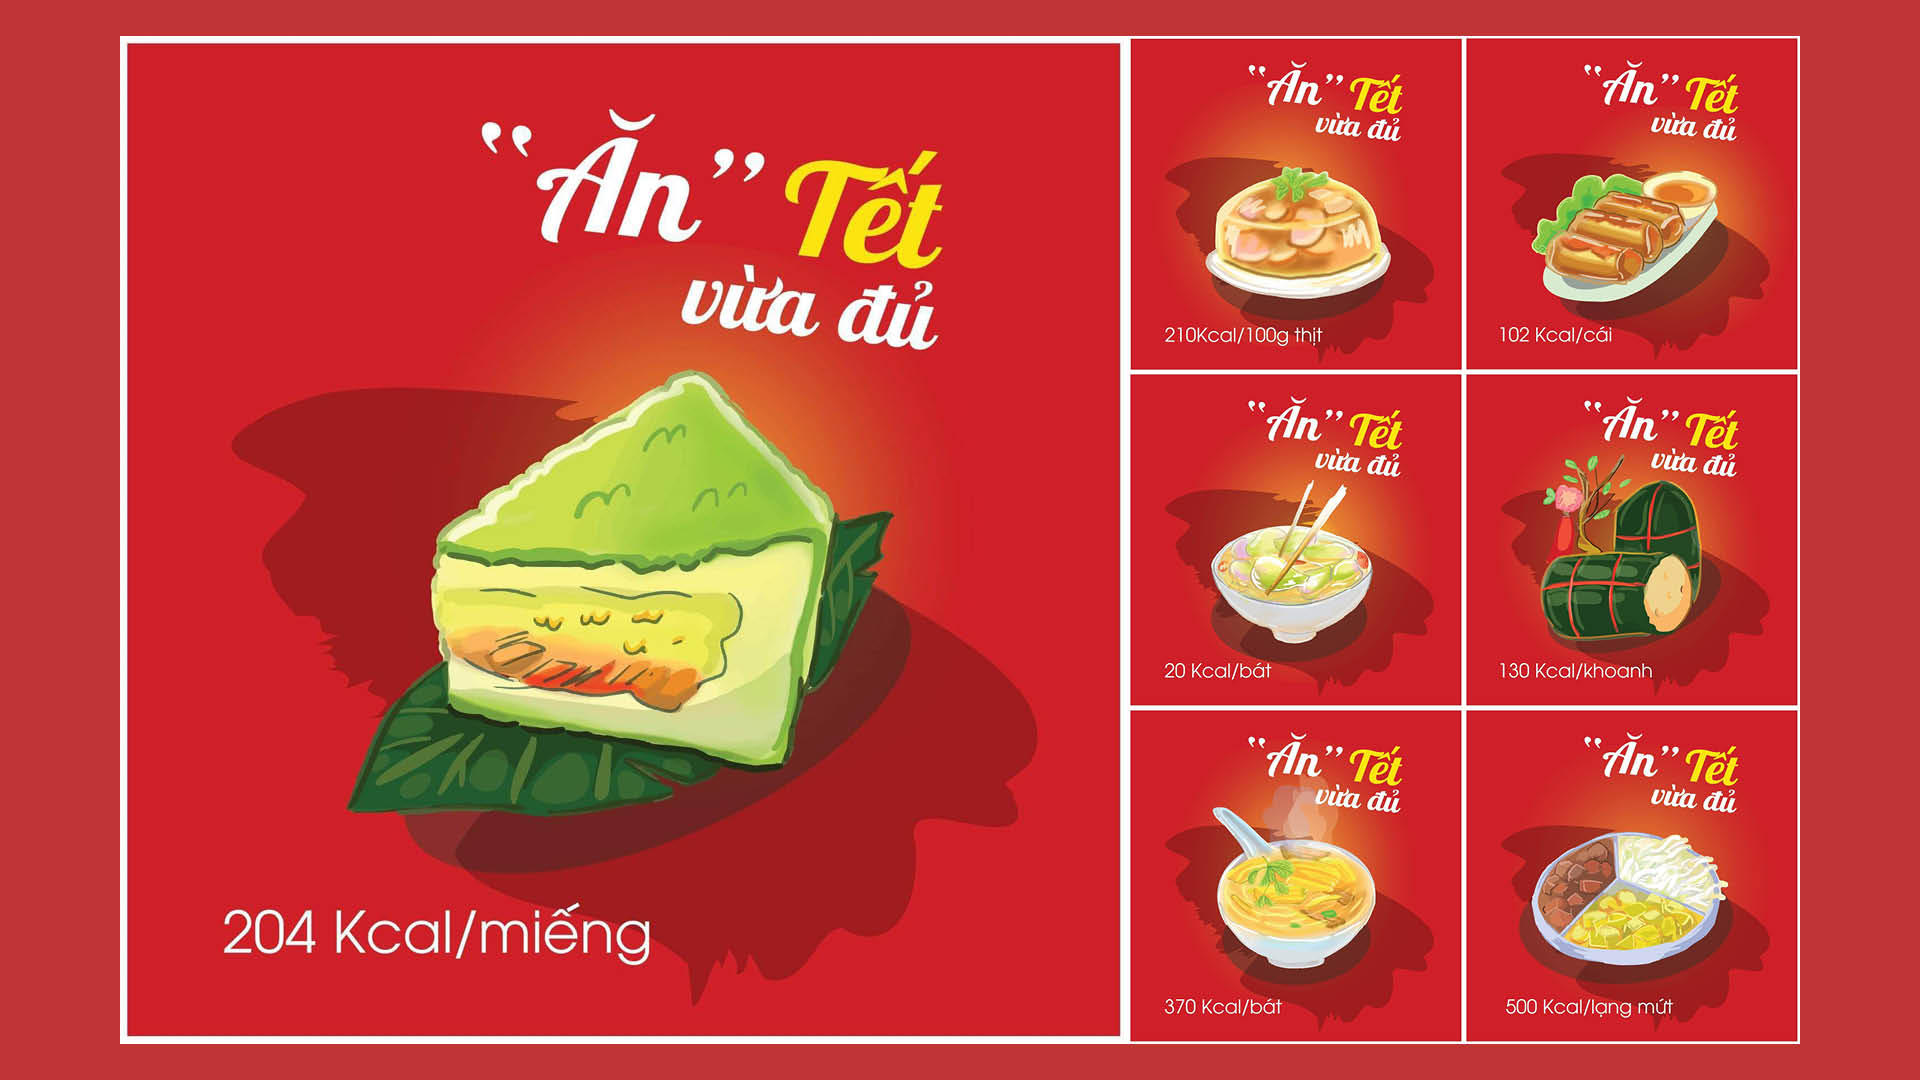 “Ăn” Tết
vừa đủ
204 Kcal/miếng
“Ăn” Tết
vừa đủ
210Kcal/100g thịt
“Ăn” Tết
vừa đủ
102 Kcal/cái
“Ăn” Tết
vừa đủ
20 Kcal/bát
“Ăn” Tết
vừa đủ
130 Kcal/khoanh
“Ăn” Tết
vừa đủ
370 Kcal/bát
“Ăn” Tết
vừa đủ
500 Kcal/lạng mứt